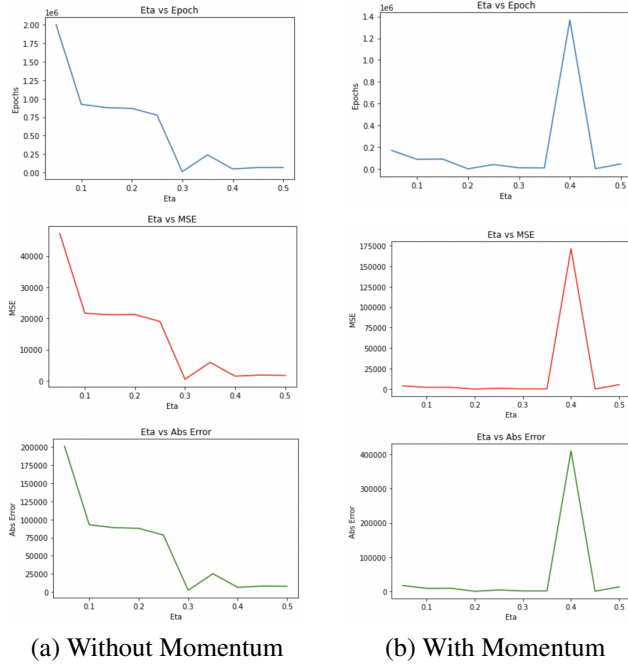 Eta vs Epoch
1e6
2.00
1.75
1.50
1.25
1.00
0.75
0.50
0.25
0.00
Epochs
0.1 0.2 0.3 0.4 0.5
Eta
Eta vs MSE
40000
30000
20000
10000
0
MSE
0.1 0.2 0.3 0.4 0.5
Eta
Eta vs Abs Error
200000
175000
150000
125000
100000
75000
50000
25000
0
Abs Error
0.1 0.2 0.3 0.4 0.5
Eta
(a) Without Momentum
Eta vs Epoch
1e6
1.4
1.2
1.0
0.8
0.6
0.4
0.2
0.0
Epochs
0.1 0.2 0.3 0.4 0.5
Eta
Eta vs MSE
175000
150000
125000
100000
75000
50000
25000
0
MSE
0.1 0.2 0.3 0.4 0.5
Eta
Eta vs Abs Error
400000
300000
200000
100000
0
Abs Error
0.1 0.2 0.3 0.4 0.5
Eta
(b) With Momentum